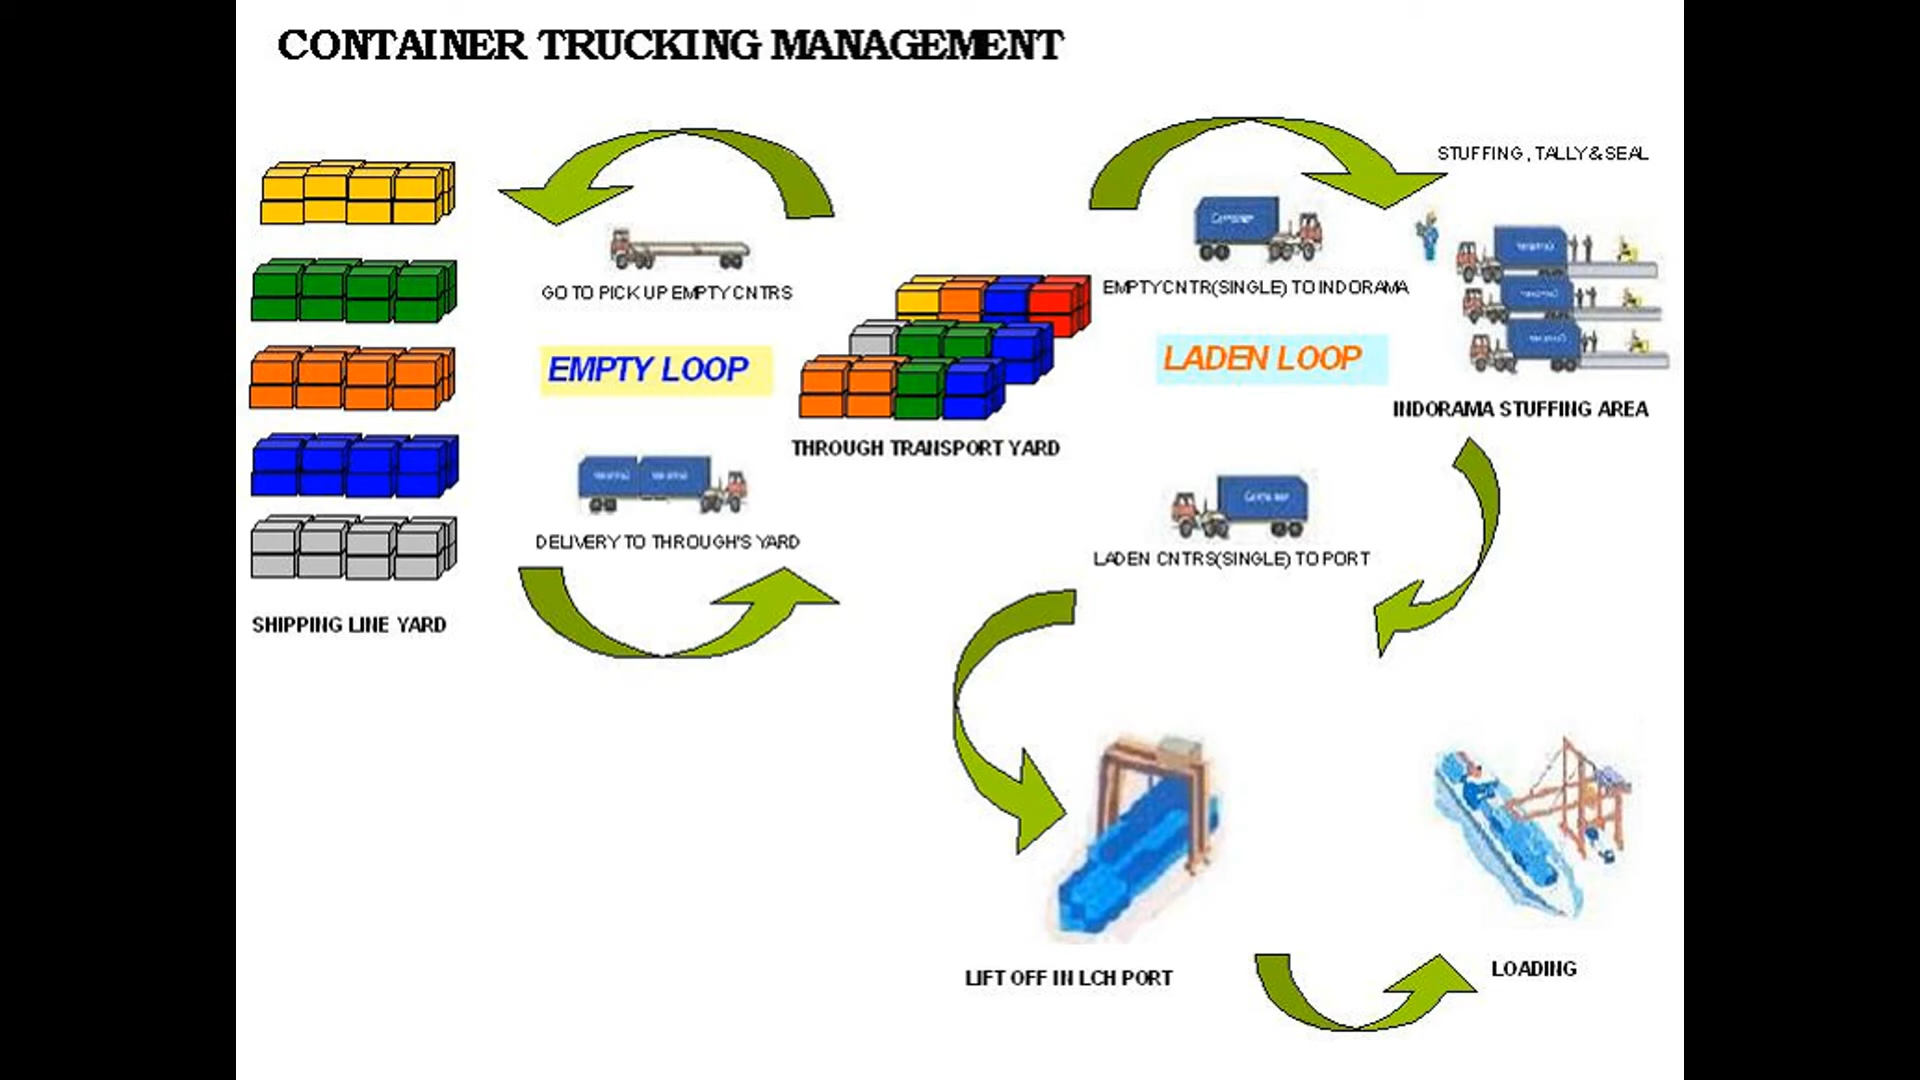 CONTAINER TRUCKING MANAGEMENT
STUFFING, TALLY & SEAL
GO TO PICK UP EMPTY CNTRS
EMPTY CNTR(SINGLE) TO INDORAMA
Container
EMPTY LOOP
LADEN LOOP
INDORAMA STUFFING AREA
THROUGH TRANSPORT YARD
Container
DELIVERY TO THROUGH'S YARD
LADEN CNTRS(SINGLE) TO PORT
SHIPPING LINE YARD
LIFT OFF IN LCH PORT
LOADING